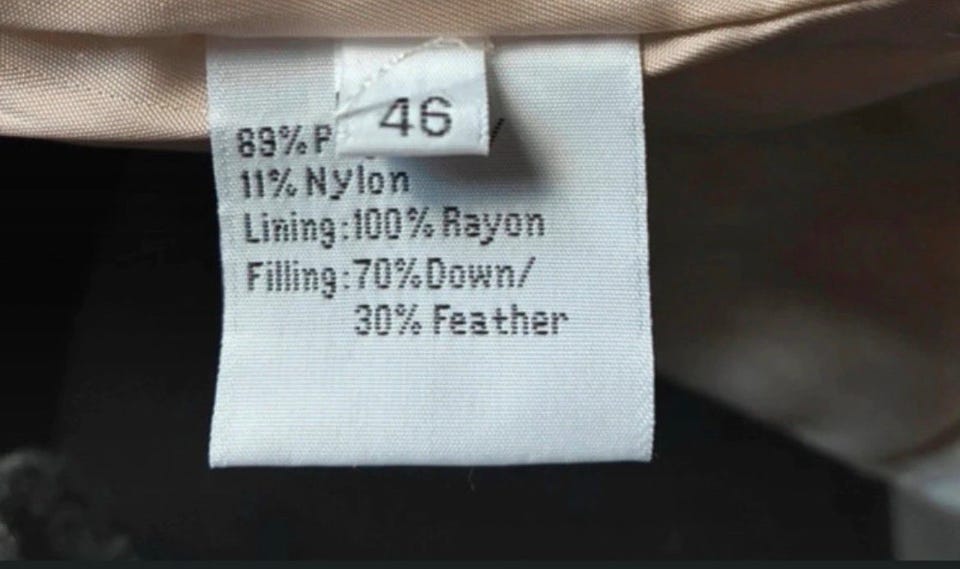 46
89% P /
11% Nylon
Lining:100% Rayon
Filling:70%Down/
30% Feather